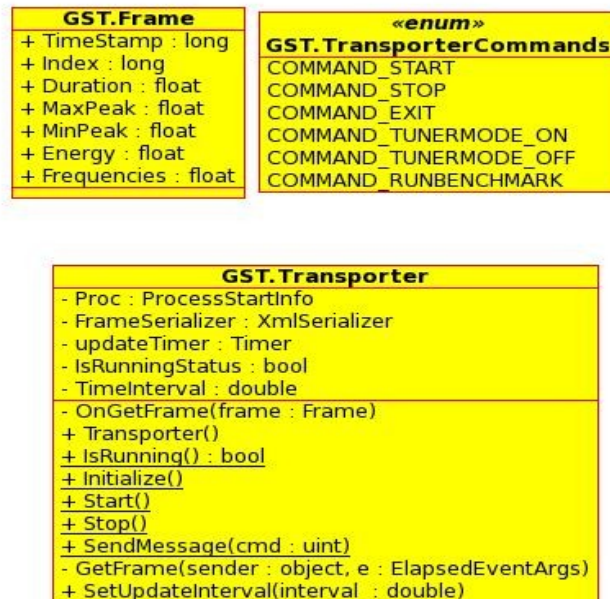 GST.Frame
+ TimeStamp : long
+ Index : long
+ Duration : float
+ MaxPeak : float
+ MinPeak : float
+ Energy : float
+ Frequencies : float
«enum»
GST.TransporterCommands
COMMAND_START
COMMAND_STOP
COMMAND_EXIT
COMMAND_TUNERMODE_ON
COMMAND_TUNERMODE_OFF
COMMAND_RUNBENCHMARK
GST.Transporter
- Proc : ProcessStartInfo
- FrameSerializer : XmlSerializer
- updateTimer : Timer
- IsRunningStatus : bool
- TimeInterval : double
- OnGetFrame(frame : Frame)
+ Transporter()
+ IsRunning() : bool
+ Initialize()
+ Start()
+ Stop()
+ SendMessage(cmd : uint)
- GetFrame(sender : object, e : ElapsedEventArgs)
+ SetUpdateInterval(interval : double)